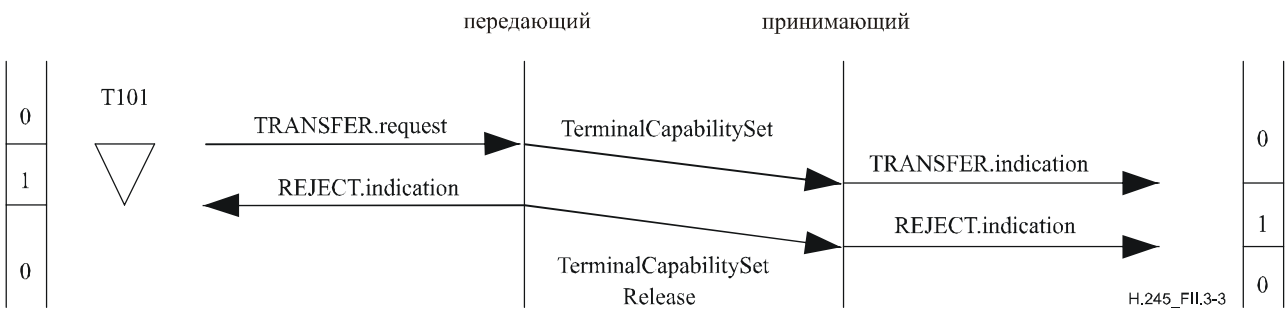 передающий
принимающий
T101
0
TRANSFER.request
TerminalCapabilitySet
0
1
REJECT.indication
TRANSFER.indication
REJECT.indication
1
0
TerminalCapabilitySet
Release
H.245_FII.3-3
0